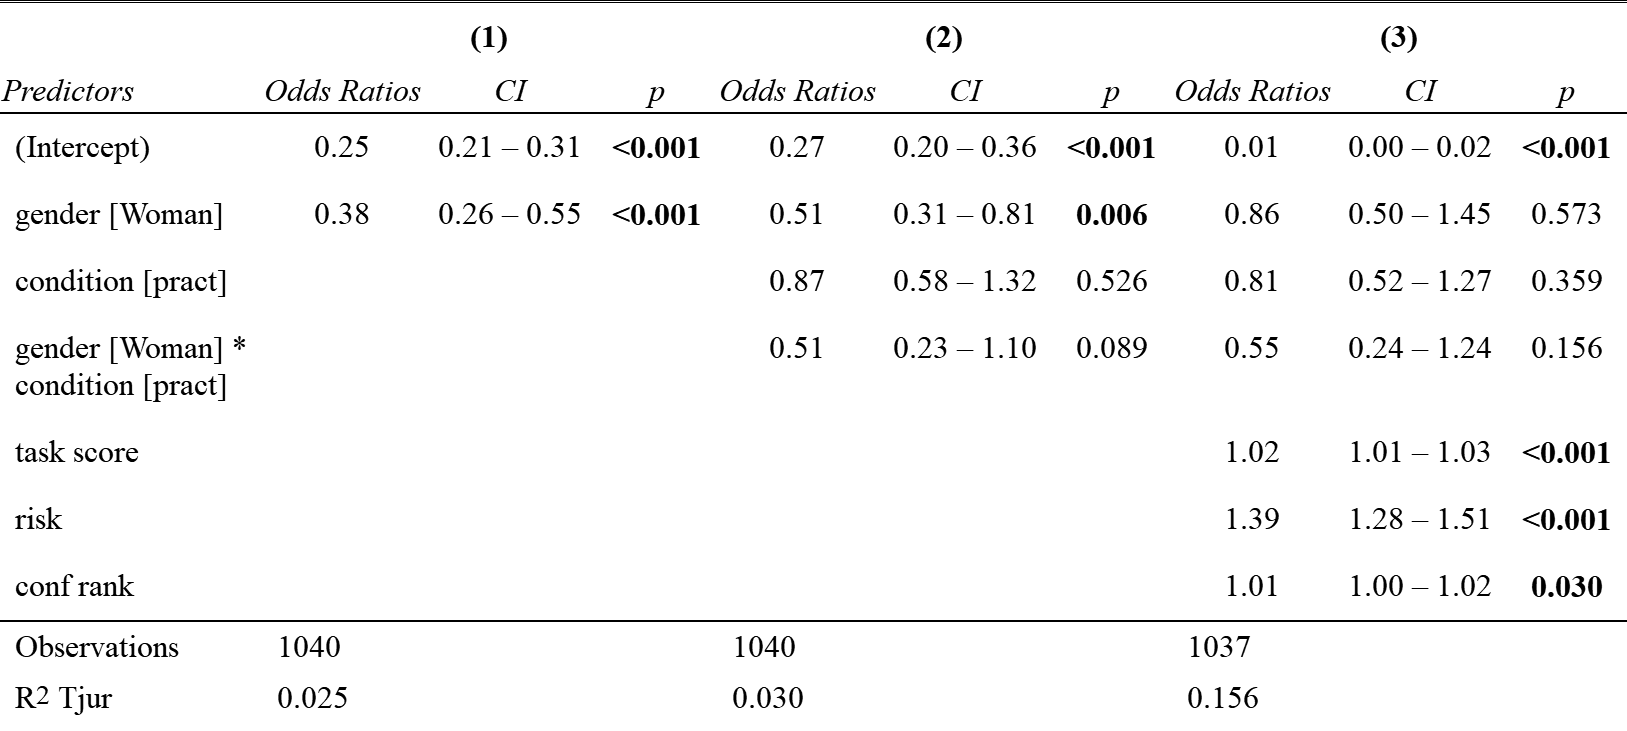 (1) (2) (3)
Predictors Odds Ratios CI p Odds Ratios CI p Odds Ratios CI p
(Intercept) 0.25 0.21 – 0.31 <0.001 0.27 0.20 – 0.36 <0.001 0.01 0.00 – 0.02 <0.001
gender [Woman] 0.38 0.26 – 0.55 <0.001 0.51 0.31 – 0.81 0.006 0.86 0.50 – 1.45 0.573
condition [pract] 0.87 0.58 – 1.32 0.526 0.81 0.52 – 1.27 0.359
gender [Woman] * 0.51 0.23 – 1.10 0.089 0.55 0.24 – 1.24 0.156
condition [pract]
task score 1.02 1.01 – 1.03 <0.001
risk 1.39 1.28 – 1.51 <0.001
conf rank 1.01 1.00 – 1.02 0.030
Observations 1040 1040 1037
R2 Tjur 0.025 0.030 0.156